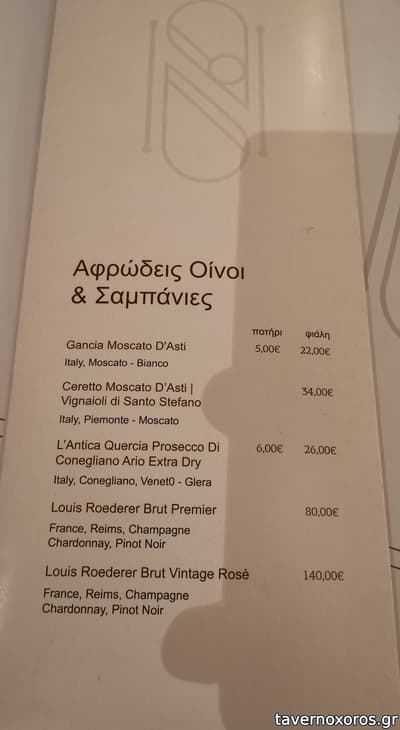 Αφρώδεις Οίνοι
& Σαμπάνιες
ποτήρι φιάλη
Gancia Moscato D'Asti 5,00€ 22,00€
Italy, Moscato - Bianco
Ceretto Moscato D'Asti | 34,00€
Vignaioli di Santo Stefano
Italy, Piemonte - Moscato
L'Antica Quercia Prosecco Di 6,00€ 26,00€
Conegliano Ario Extra Dry
Italy, Conegliano, Venet0 - Glera
Louis Roederer Brut Premier 80,00€
France, Reims, Champagne
Chardonnay, Pinot Noir
Louis Roederer Brut Vintage Rosé 140,00€
France, Reims, Champagne
Chardonnay, Pinot Noir
tavernoxoros.gr